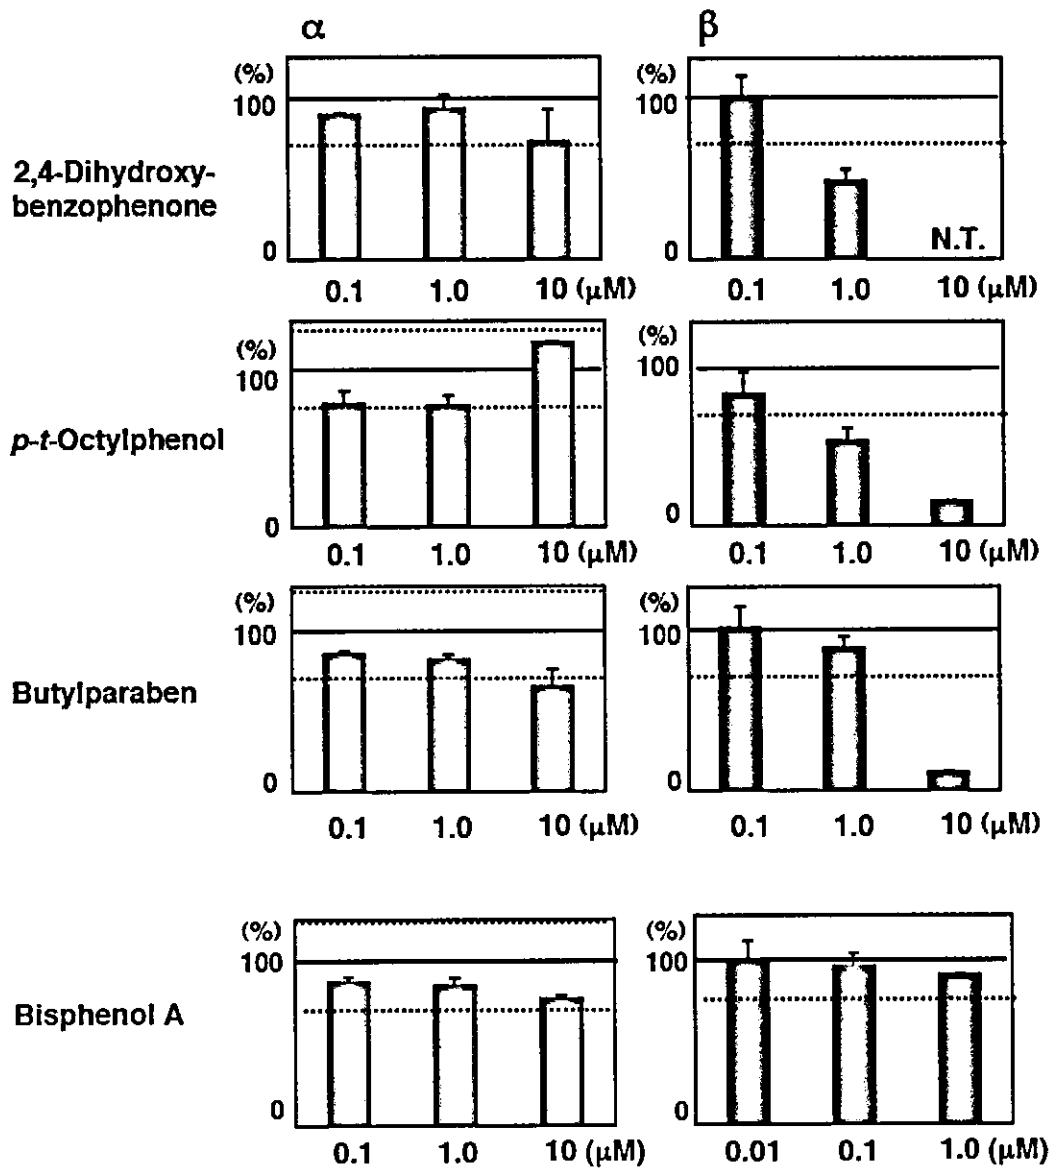 α
β
(%)
100
0
2,4-Dihydroxy-
benzophenone
0.1 1.0 10 (μM)
(%)
100
0
N.T.
0.1 1.0 10 (μM)
p-t-Octylphenol
(%)
100
0
0.1 1.0 10 (μM)
(%)
100
0
0.1 1.0 10 (μM)
Butylparaben
(%)
100
0
0.1 1.0 10 (μM)
(%)
100
0
0.1 1.0 10 (μM)
Bisphenol A
(%)
100
0
0.1 1.0 10 (μM)
(%)
100
0
0.01 0.1 1.0 (μM)